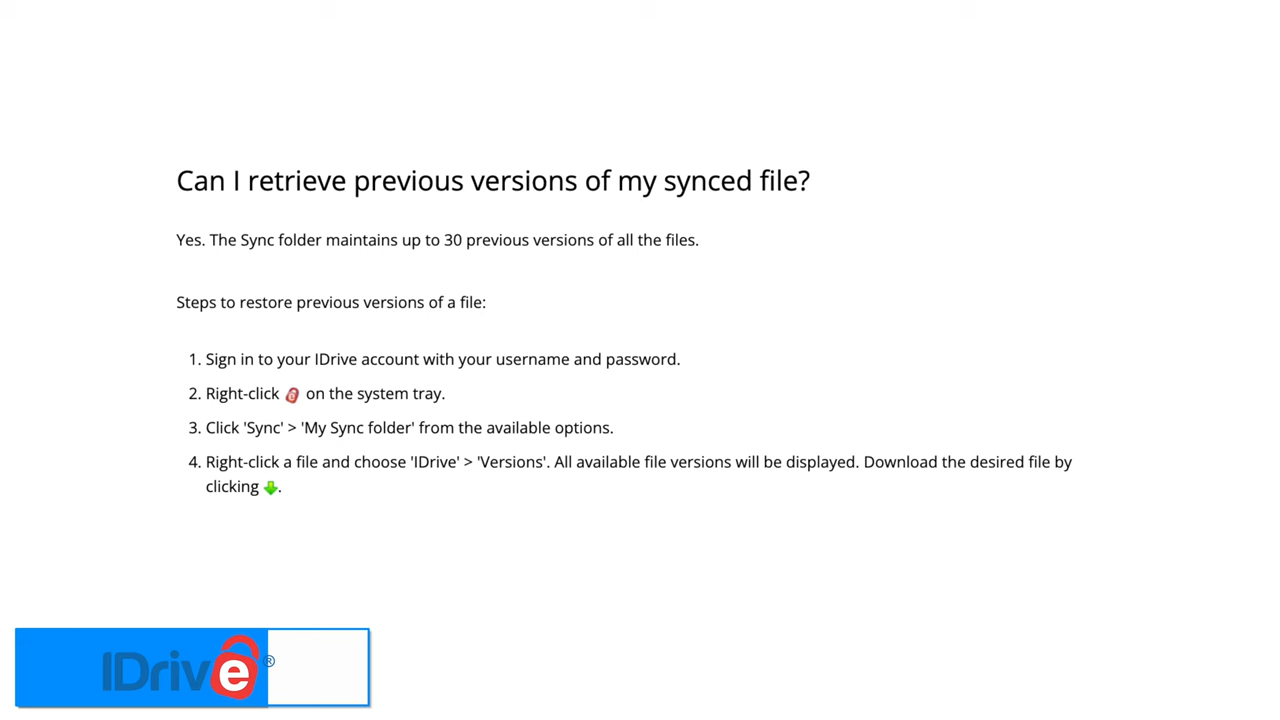 Can I retrieve previous versions of my synced file?
Yes. The Sync folder maintains up to 30 previous versions of all the files.
Steps to restore previous versions of a file:
1. Sign in to your IDrive account with your username and password.
2. Right-click e on the system tray.
3. Click 'Sync' > 'My Sync folder' from the available options.
4. Right-click a file and choose 'IDrive' > 'Versions'. All available file versions will be displayed. Download the desired file by
clicking .
IDrive®